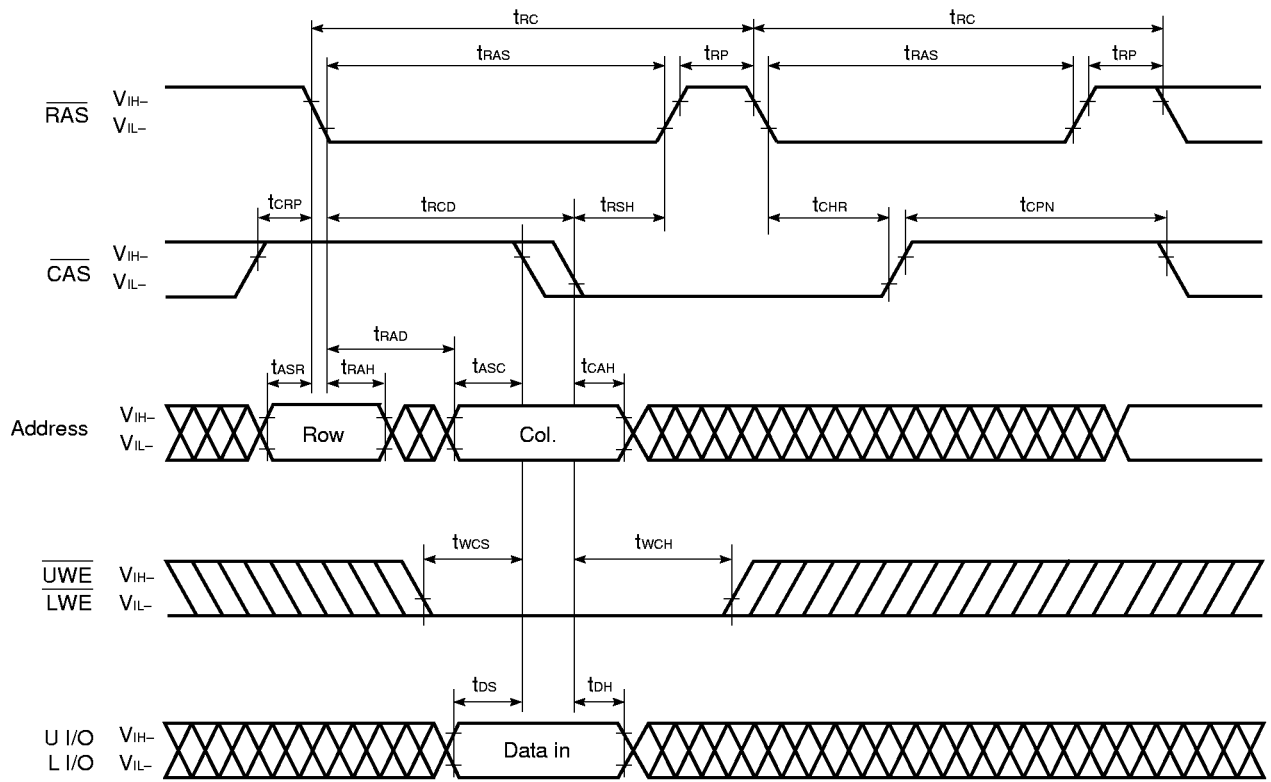 tRC tRC
tRAS tRP tRAS tRP
RAS VIH–
VIL–
tCRP tRCD tRSH tCHR tCPN
CAS VIH–
VIL–
tRAD
tASR tRAH tASC tCAH
Address VIH–
VIL–
Row Col.
tWCS tWCH
UWE VIH–
LWE VIL–
tDS tDH
U I/O VIH–
L I/O VIL–
Data in